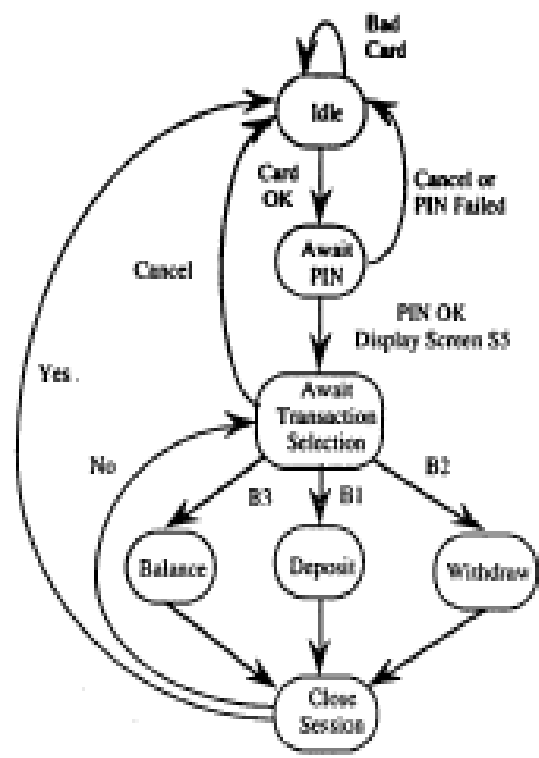 Bad
Card
Idle
Card
OK
Cancel or
PIN Failed
Await
PIN
Cancel
PIN OK
Display Screen S5
Yes
Await
Transaction
Selection
No
B3
B1
B2
Balance
Deposit
Withdraw
Close
Session